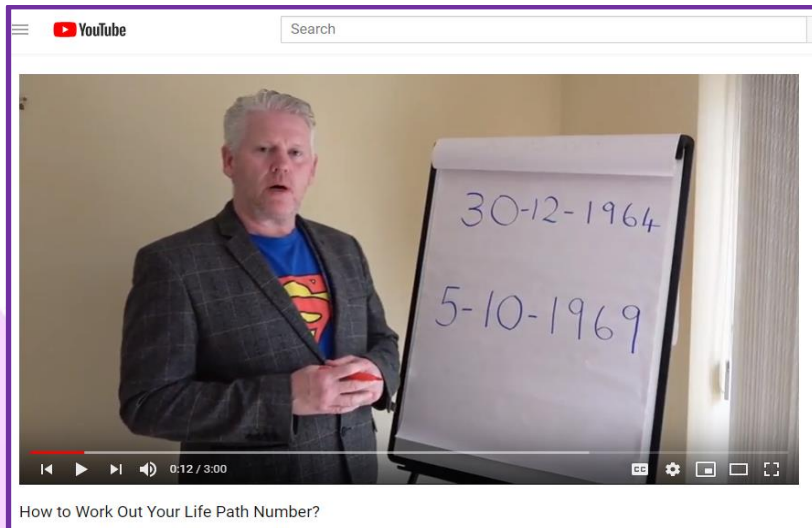 YouTube
Search
30-12-1964
5-10-1969
0:12 / 3:00
CC
How to Work Out Your Life Path Number?